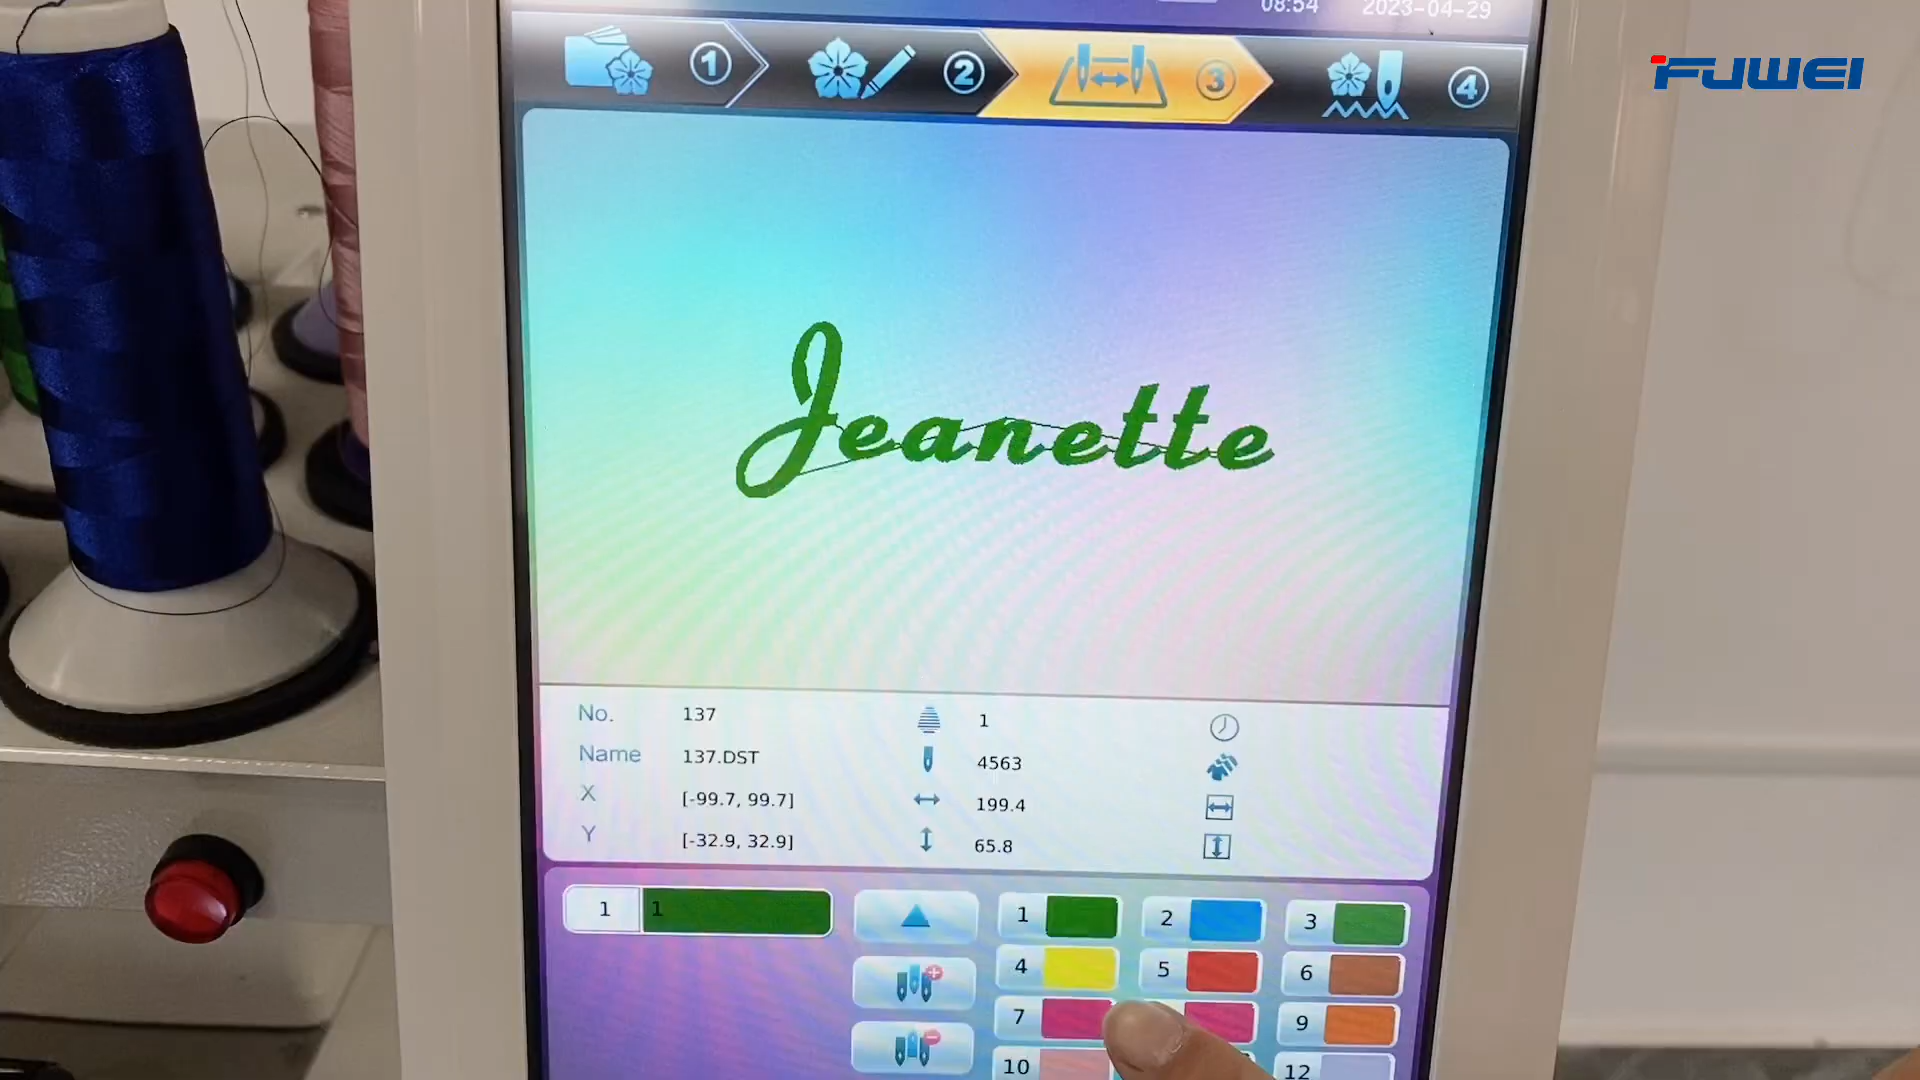 08:54 2023-04-29
FUWEI
1 2 3 4
Jeanette
No. 137 1
Name 137.DST 4563
X [-99.7, 99.7] 199.4
Y [-32.9, 32.9] 65.8
1 1 1 2 3
4 5 6
7 9
10 12